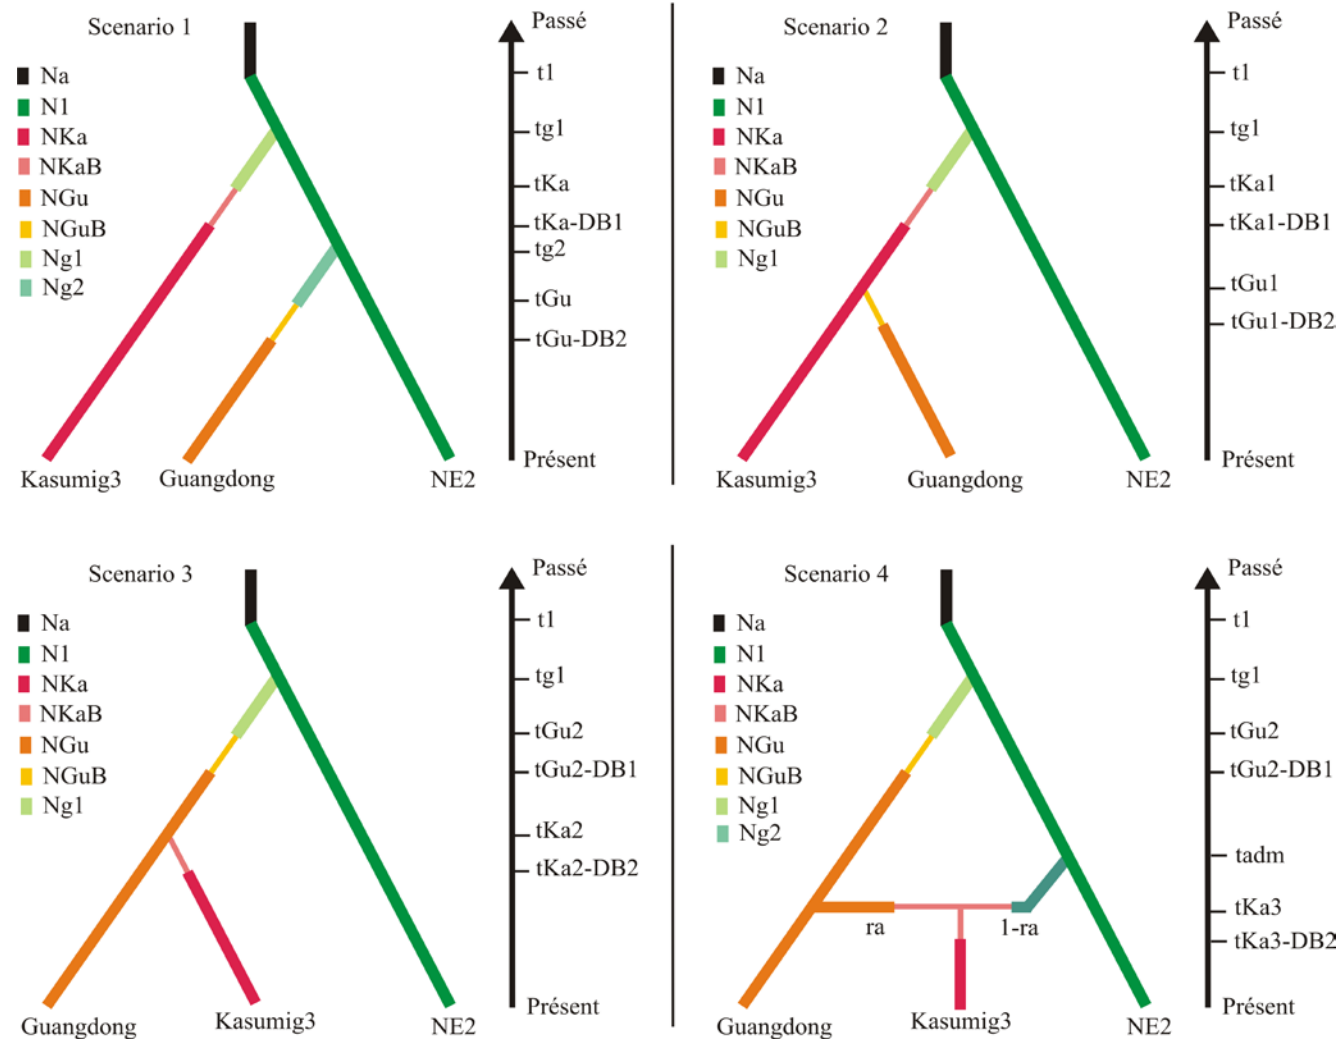 Scenario 1
Passé
Na
N1
NKa
NKaB
NGu
NGuB
Ng1
Ng2
t1
tg1
tKa
tKa-DB1
tg2
tGu
tGu-DB2
Présent
Kasumig3
Guangdong
NE2
Scenario 2
Passé
Na
N1
NKa
NKaB
NGu
NGuB
Ng1
t1
tg1
tKa1
tKa1-DB1
tGu1
tGu1-DB2
Présent
Kasumig3
Guangdong
NE2
Scenario 3
Passé
Na
N1
NKa
NKaB
NGu
NGuB
Ng1
t1
tg1
tGu2
tGu2-DB1
tKa2
tKa2-DB2
Présent
Guangdong
Kasumig3
NE2
Scenario 4
Passé
Na
N1
NKa
NKaB
NGu
NGuB
Ng1
Ng2
t1
tg1
tGu2
tGu2-DB1
tadm
tKa3
tKa3-DB2
ra
1-ra
Présent
Guangdong
Kasumig3
NE2